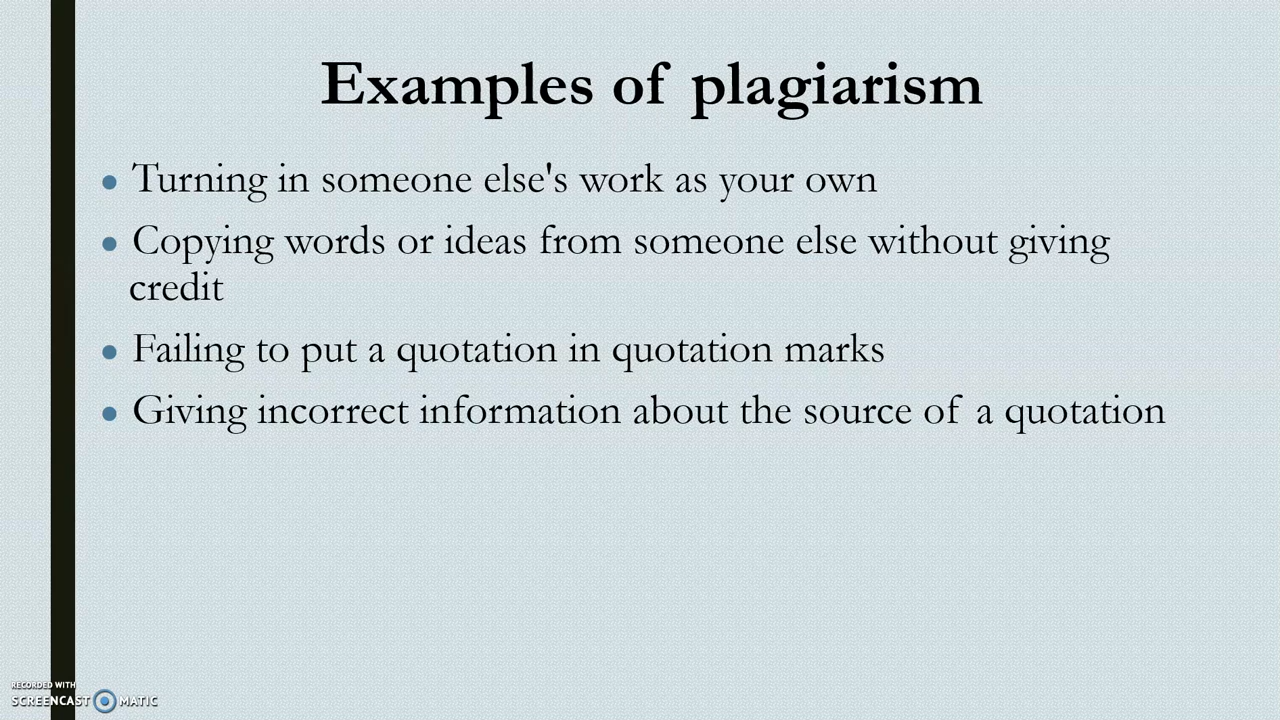 Examples of plagiarism
● Turning in someone else's work as your own
● Copying words or ideas from someone else without giving
credit
● Failing to put a quotation in quotation marks
● Giving incorrect information about the source of a quotation
RECORDED WITH
SCREENCAST MATIC